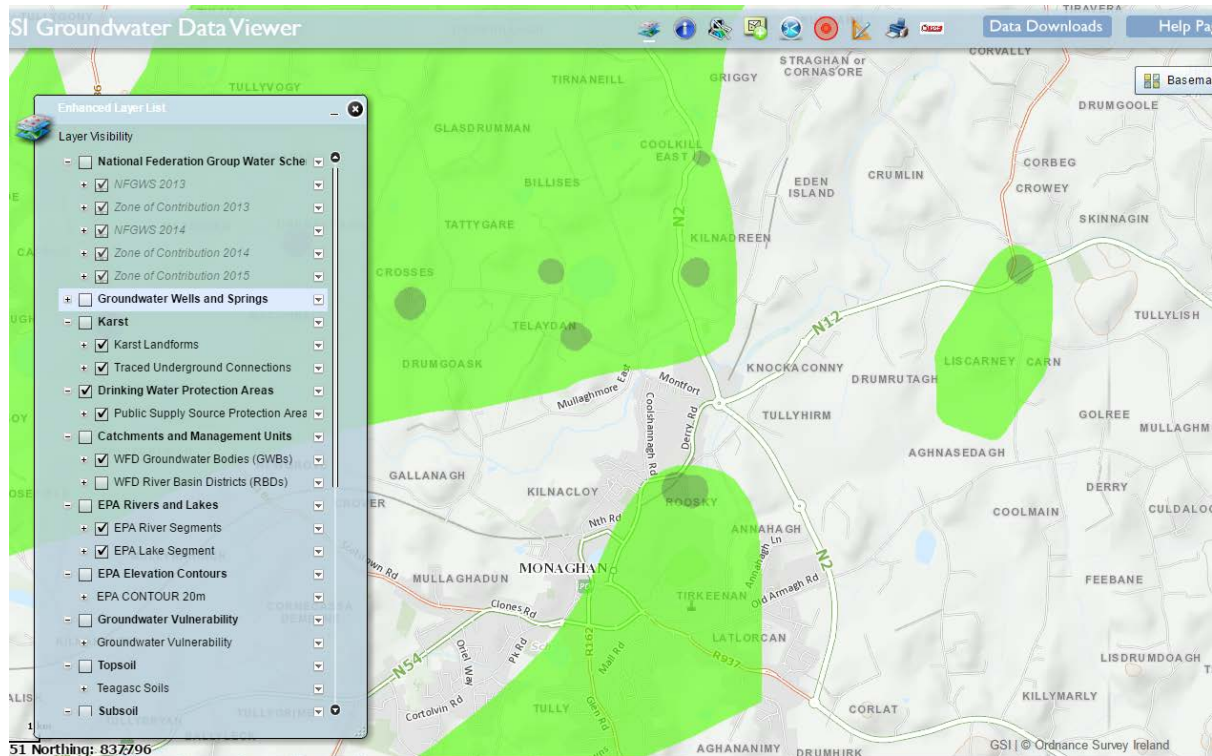 SI Groundwater Data Viewer
Data Downloads
Help Pa
Basema
Enhanced Layer List
Layer Visibility
National Federation Group Water Sche
NFGWS 2013
Zone of Contribution 2013
NFGWS 2014
Zone of Contribution 2014
Zone of Contribution 2015
Groundwater Wells and Springs
Karst
Karst Landforms
Traced Underground Connections
Drinking Water Protection Areas
Public Supply Source Protection Area
Catchments and Management Units
WFD Groundwater Bodies (GWBs)
WFD River Basin Districts (RBDs)
EPA Rivers and Lakes
EPA River Segments
EPA Lake Segment
EPA Elevation Contours
EPA CONTOUR 20m
Groundwater Vulnerability
Groundwater Vulnerability
Topsoil
Teagasc Soils
Subsoil
TIRAVERA
CORVALLY
STRAGHAN or
CORNAS'ORE
GRIGGY
TIRNANEILL
TULLYVOGY
DRUMGOOLE
GLASDRUMMAN
COOLKILL
EAST
CORBEG
CRUMLIN
EDEN
ISLAND
CROWEY
BILLISES
SKINNAGIN
TATTYGARE
N2
KILNADREEN
CROSSES
TULLYLISH
TELAYDAN
N12
DRUMGOASK
KNOCKACONNY
LISCARNEY
CARN
DRUMRUTAGH
Mullaghmore East
Montfort
Coolshannagh Rd
Derry Rd
TULLYHIRM
GOLREE
MULLAGHM
AGHNASEDAGH
GALLANAGH
KILNACLOY
ROOSKY
DERRY
COOLMAIN
CULDALO
Nth Rd
ANNAHAGH
Annahagh Ln
N2
MONAGHAN
MULLAGHADUN
TIRKEENAN
Old Armagh Rd
FEEBANE
Clones Rd
LATLORCAN
R162
Mall Rd
R937
Pk Rd
Oriel Way
N54
LISDRUMDOAGH
Cortolvin Rd
TULLY
Glen Rd
CORLAT
KILLYMARLY
AGHANANIMY
DRUMHIRK
GSI | © Ordnance Survey Ireland
51 Northing: 837796